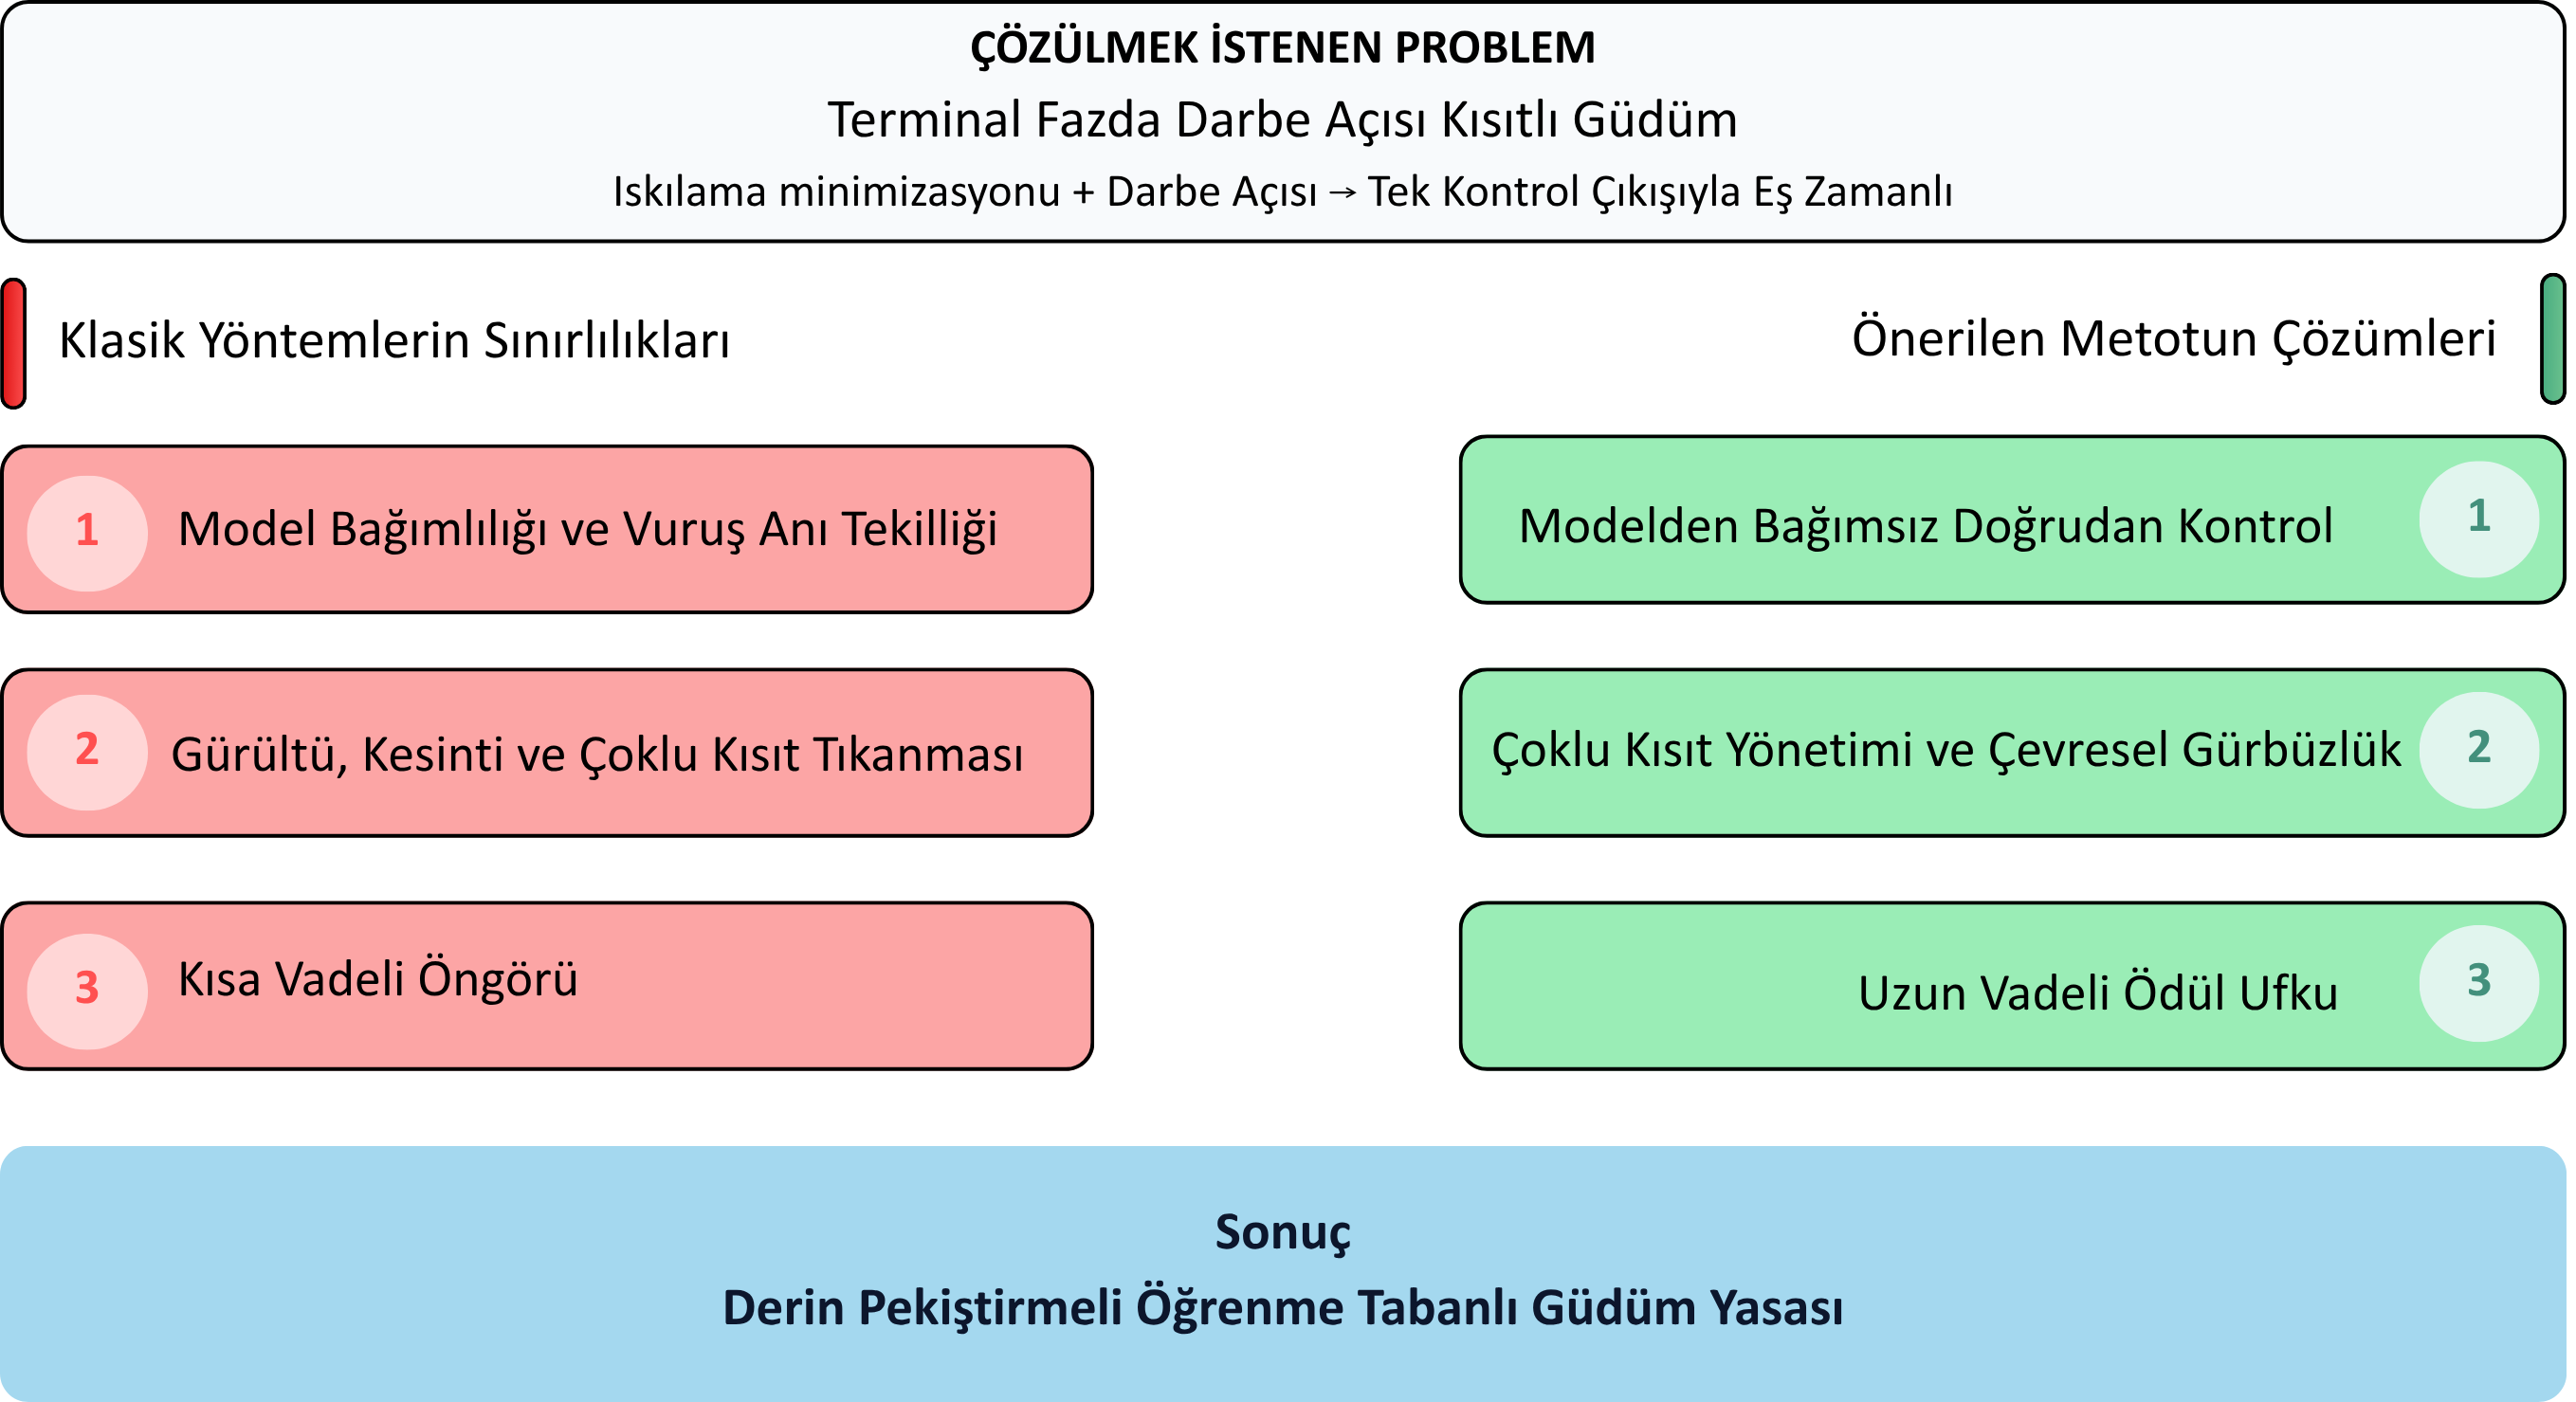 ÇÖZÜLMEK İSTENEN PROBLEM
Terminal Fazda Darbe Açısı Kısıtlı Güdüm
Iskılama minimizasyonu + Darbe Açısı → Tek Kontrol Çıkışıyla Eş Zamanlı
Klasik Yöntemlerin Sınırlılıkları
1 Model Bağımlılığı ve Vuruş Anı Tekilliği
2 Gürültü, Kesinti ve Çoklu Kısıt Tıkanması
3 Kısa Vadeli Öngörü
Önerilen Metotun Çözümleri
Modelden Bağımsız Doğrudan Kontrol 1
Çoklu Kısıt Yönetimi ve Çevresel Gürbüzlük 2
Uzun Vadeli Ödül Ufku 3
Sonuç
Derin Pekiştirmeli Öğrenme Tabanlı Güdüm Yasası